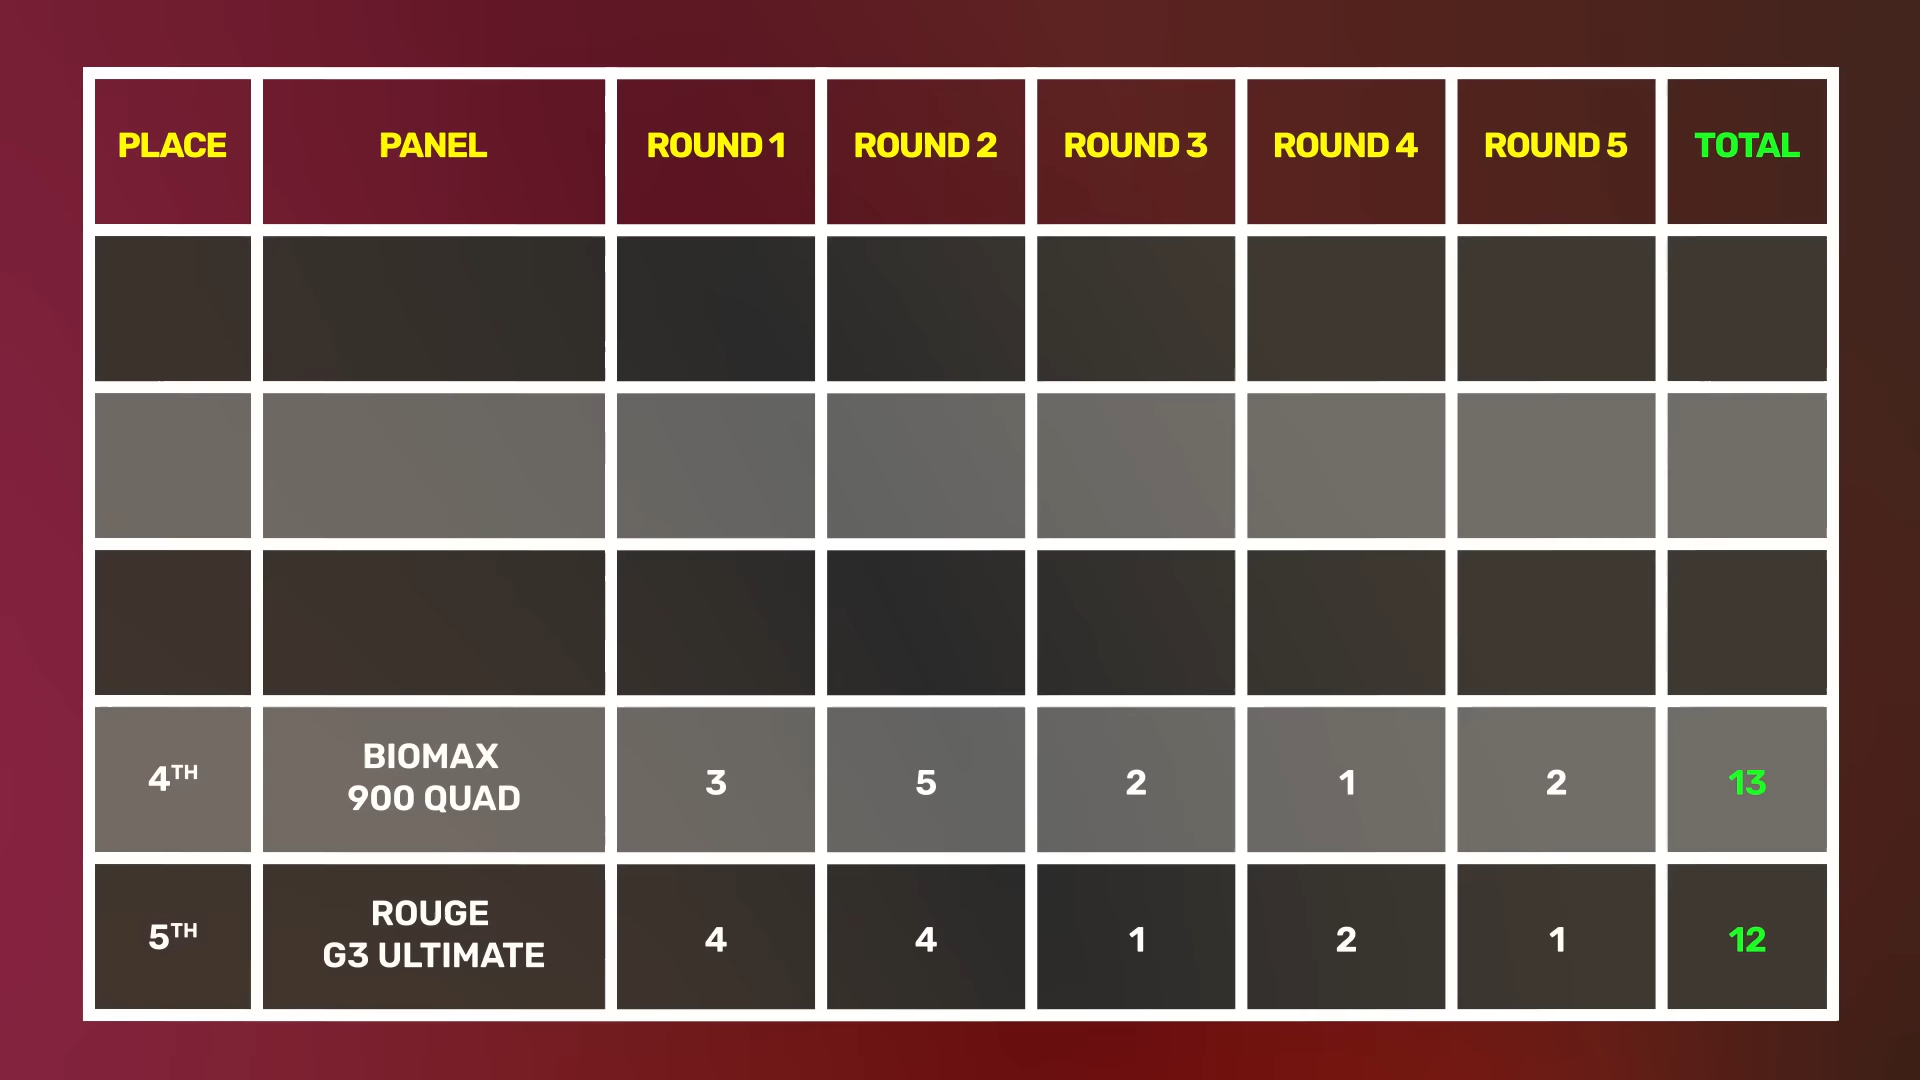 PLACE PANEL ROUND 1 ROUND 2 ROUND 3 ROUND 4 ROUND 5 TOTAL
4TH BIOMAX 900 QUAD 3 5 2 1 2 13
5TH ROUGE G3 ULTIMATE 4 4 1 2 1 12